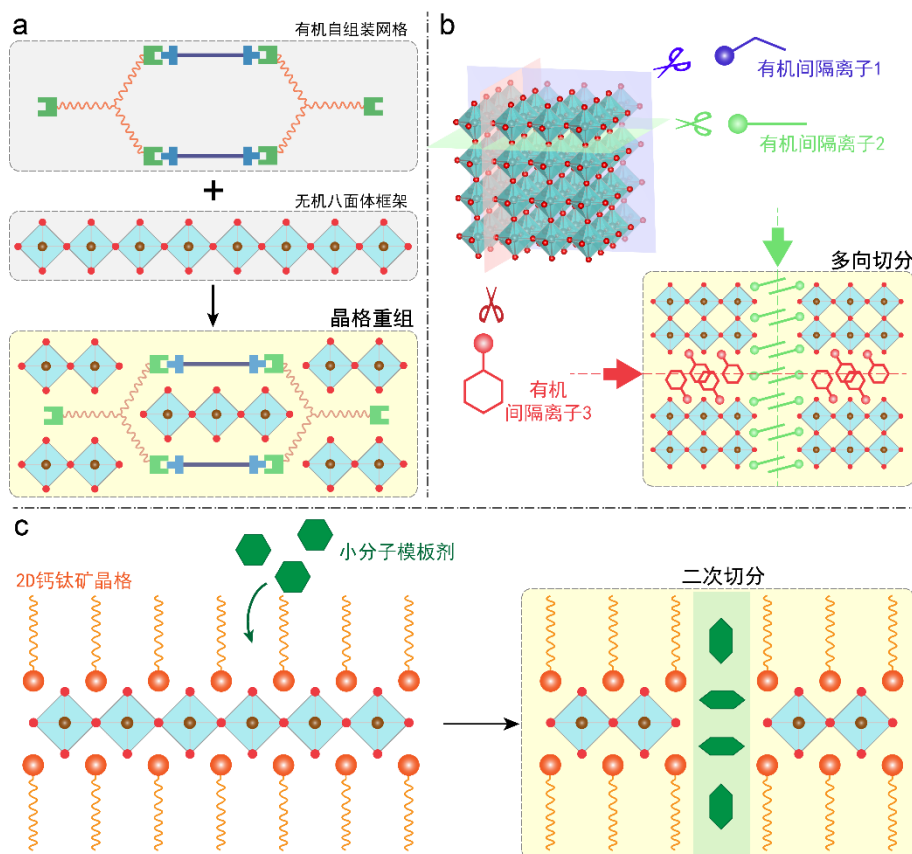 a
有机自组装网格
+
无机八面体框架
晶格重组
b
有机间隔离子1
有机间隔离子2
多向切分
有机
间隔离子3
c
小分子模板剂
2D钙钛矿晶格
二次切分